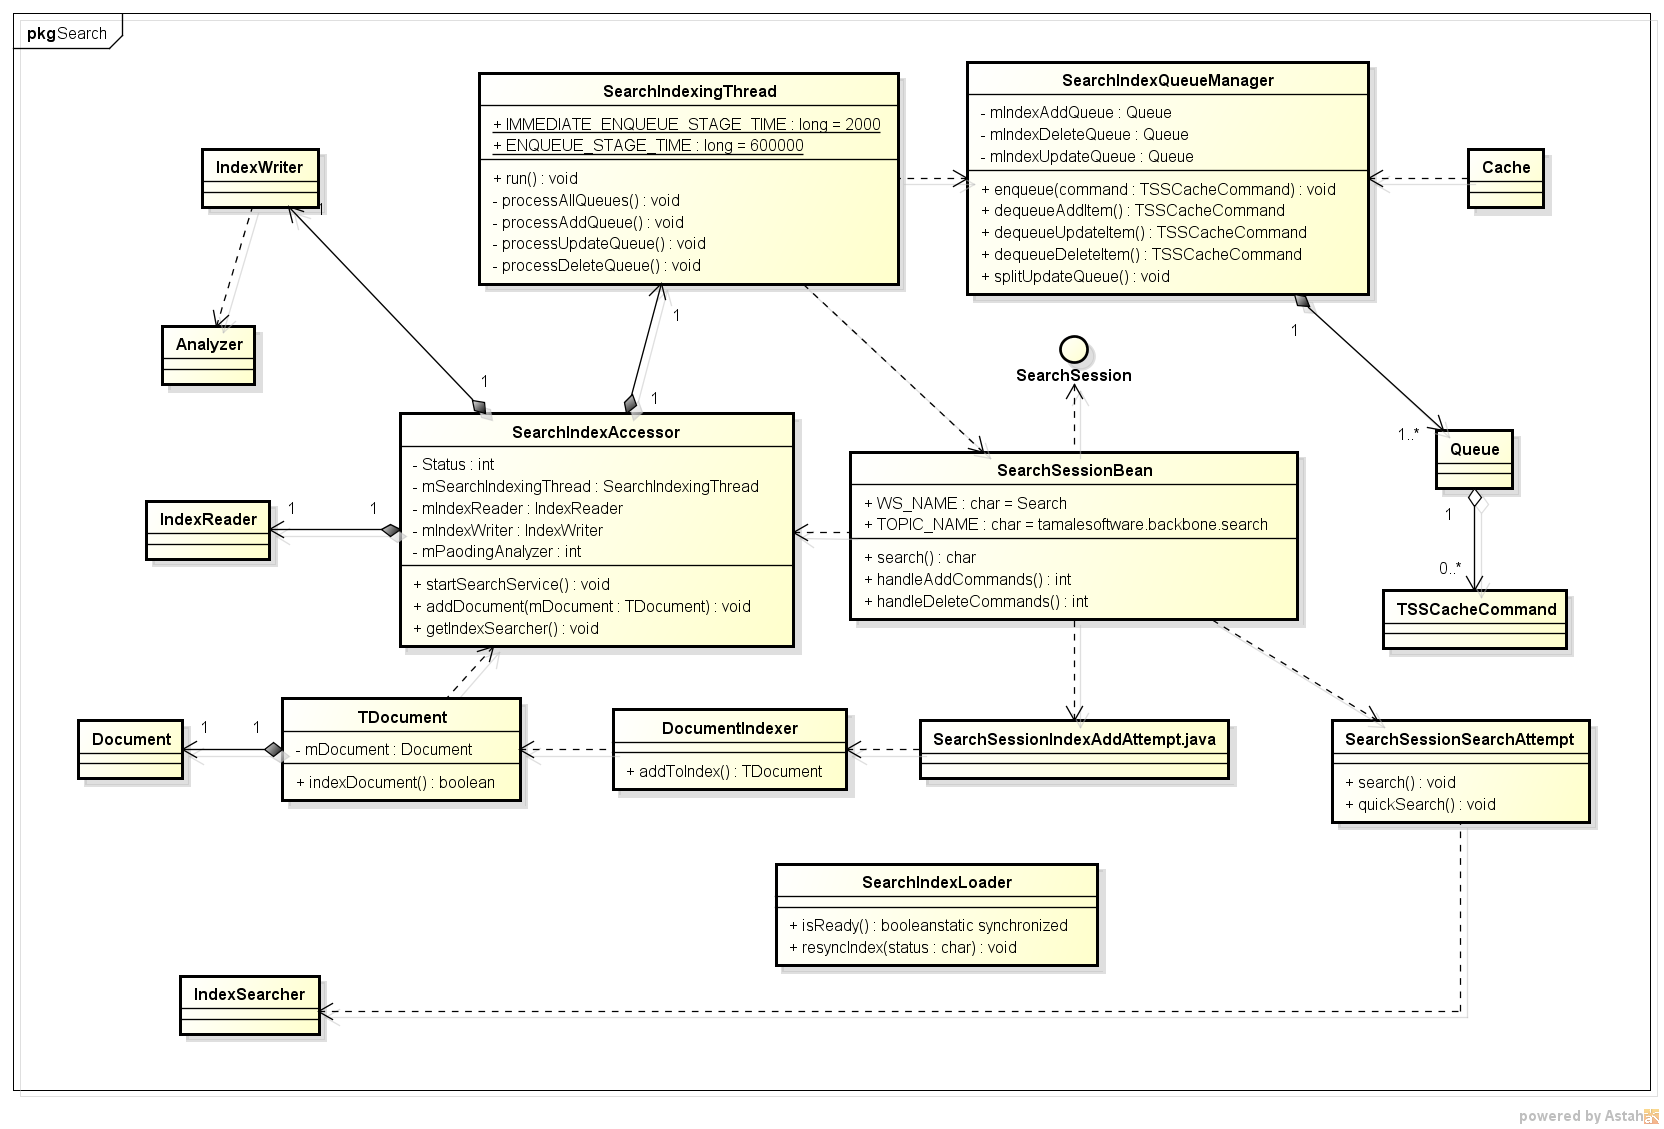 pkg Search
SearchIndexingThread
+ IMMEDIATE_ENQUEUE_STAGE_TIME : long = 2000
+ ENQUEUE_STAGE_TIME : long = 600000
+ run() : void
- processAllQueues() : void
- processAddQueue() : void
- processUpdateQueue() : void
- processDeleteQueue() : void
SearchIndexQueueManager
- mIndexAddQueue : Queue
- mIndexDeleteQueue : Queue
- mIndexUpdateQueue : Queue
+ enqueue(command : TSSCacheCommand) : void
+ dequeueAddItem() : TSSCacheCommand
+ dequeueUpdateItem() : TSSCacheCommand
+ dequeueDeleteItem() : TSSCacheCommand
+ splitUpdateQueue() : void
Cache
IndexWriter
1
Analyzer
1
1
1
1
SearchSession
1..*
Queue
1
0..*
TSSCacheCommand
SearchIndexAccessor
- Status : int
- mSearchIndexingThread : SearchIndexingThread
- mIndexReader : IndexReader
- mIndexWriter : IndexWriter
- mPaodingAnalyzer : int
+ startSearchService() : void
+ addDocument(mDocument : TDocument) : void
+ getIndexSearcher() : void
SearchSessionBean
+ WS_NAME : char = Search
+ TOPIC_NAME : char = tamalesoftware.backbone.search
+ search() : char
+ handleAddCommands() : int
+ handleDeleteCommands() : int
IndexReader
1
1
Document
1
1
TDocument
- mDocument : Document
+ indexDocument() : boolean
DocumentIndexer
+ addToIndex() : TDocument
SearchSessionIndexAddAttempt.java
SearchSessionSearchAttempt
+ search() : void
+ quickSearch() : void
SearchIndexLoader
+ isReady() : booleanstatic synchronized
+ resyncIndex(status : char) : void
IndexSearcher
powered by Astah